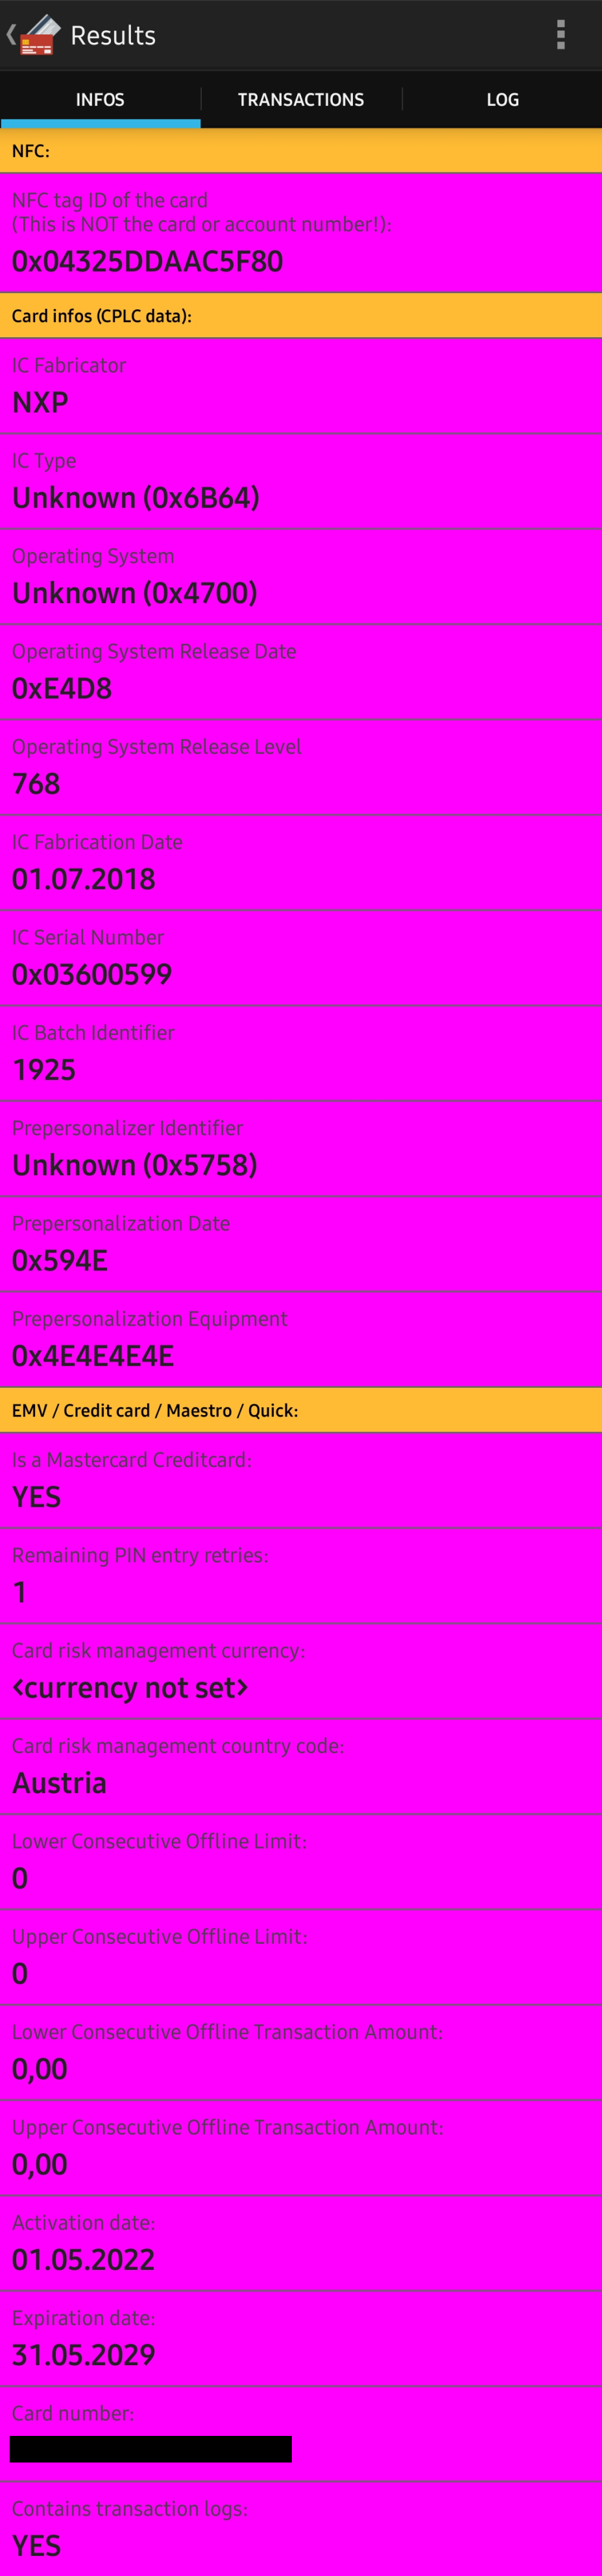 Results
INFOS
TRANSACTIONS
LOG
NFC:
NFC tag ID of the card
(This is NOT the card or account number!):
0x04325DDAAC5F80
Card infos (CPLC data):
IC Fabricator
NXP
IC Type
Unknown (0x6B64)
Operating System
Unknown (0x4700)
Operating System Release Date
0xE4D8
Operating System Release Level
768
IC Fabrication Date
01.07.2018
IC Serial Number
0x03600599
IC Batch Identifier
1925
Prepersonalizer Identifier
Unknown (0x5758)
Prepersonalization Date
0x594E
Prepersonalization Equipment
0x4E4E4E4E
EMV / Credit card / Maestro / Quick:
Is a Mastercard Creditcard:
YES
Remaining PIN entry retries:
1
Card risk management currency:
<currency not set>
Card risk management country code:
Austria
Lower Consecutive Offline Limit:
0
Upper Consecutive Offline Limit:
0
Lower Consecutive Offline Transaction Amount:
0,00
Upper Consecutive Offline Transaction Amount:
0,00
Activation date:
01.05.2022
Expiration date:
31.05.2029
Card number:
Contains transaction logs:
YES